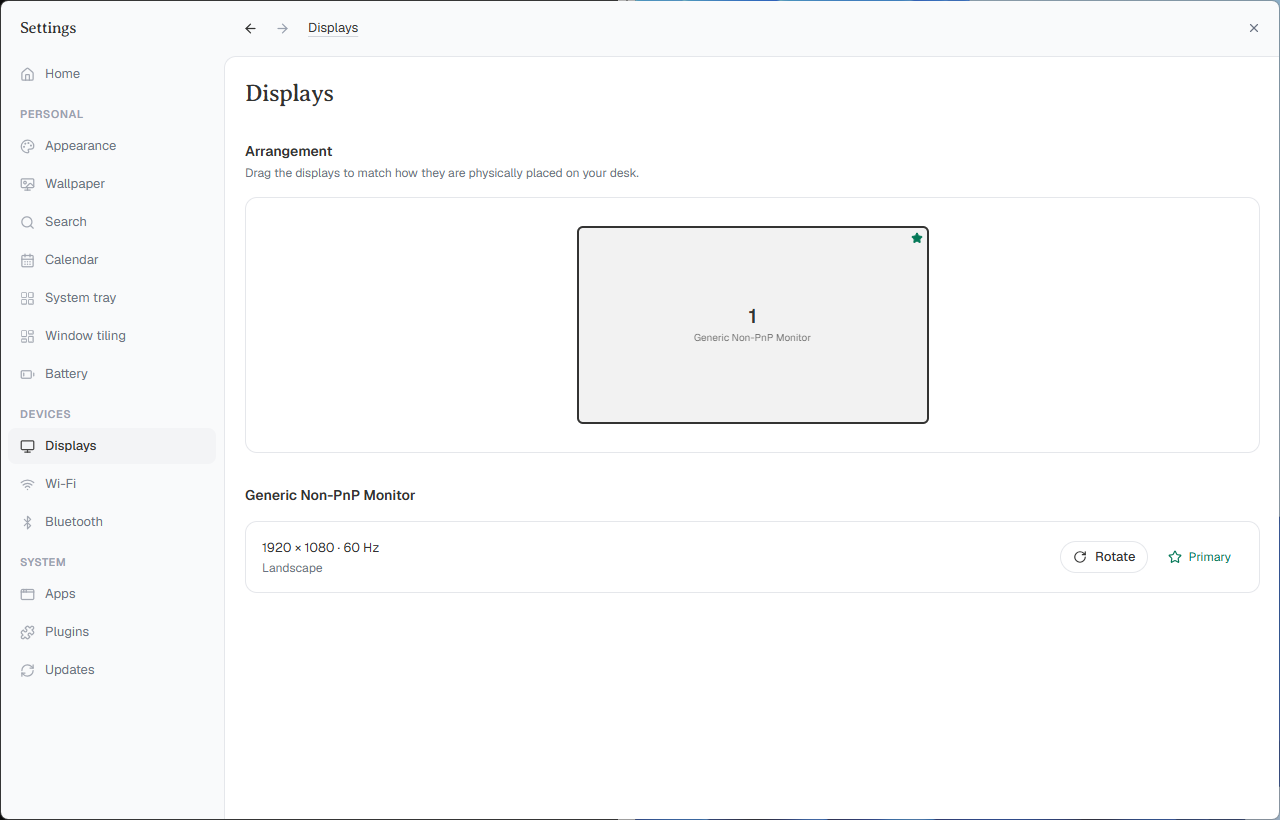 Settings
Displays
Home
PERSONAL
Appearance
Wallpaper
Search
Calendar
System tray
Window tiling
Battery
DEVICES
Displays
Wi-Fi
Bluetooth
SYSTEM
Apps
Plugins
Updates
Displays
Arrangement
Drag the displays to match how they are physically placed on your desk.
1
Generic Non-PnP Monitor
Generic Non-PnP Monitor
1920 × 1080 · 60 Hz
Landscape
Rotate
Primary